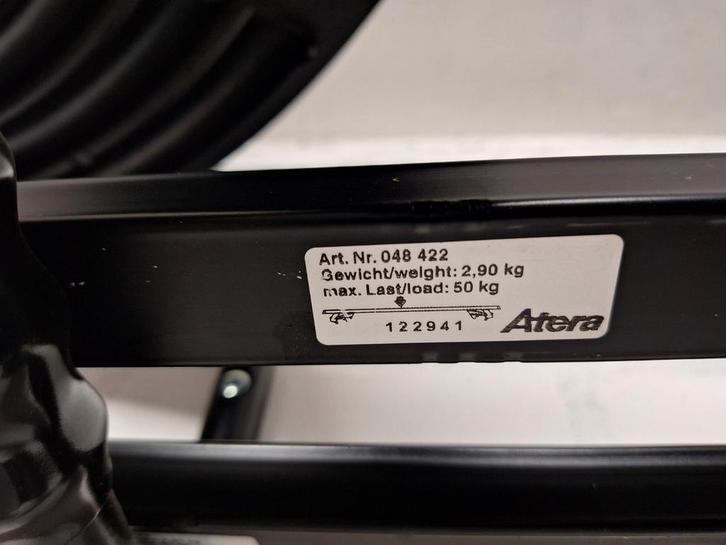 Art. Nr. 048 422
Gewicht/weight: 2,90 kg
max. Last/load: 50 kg
122941
Atera